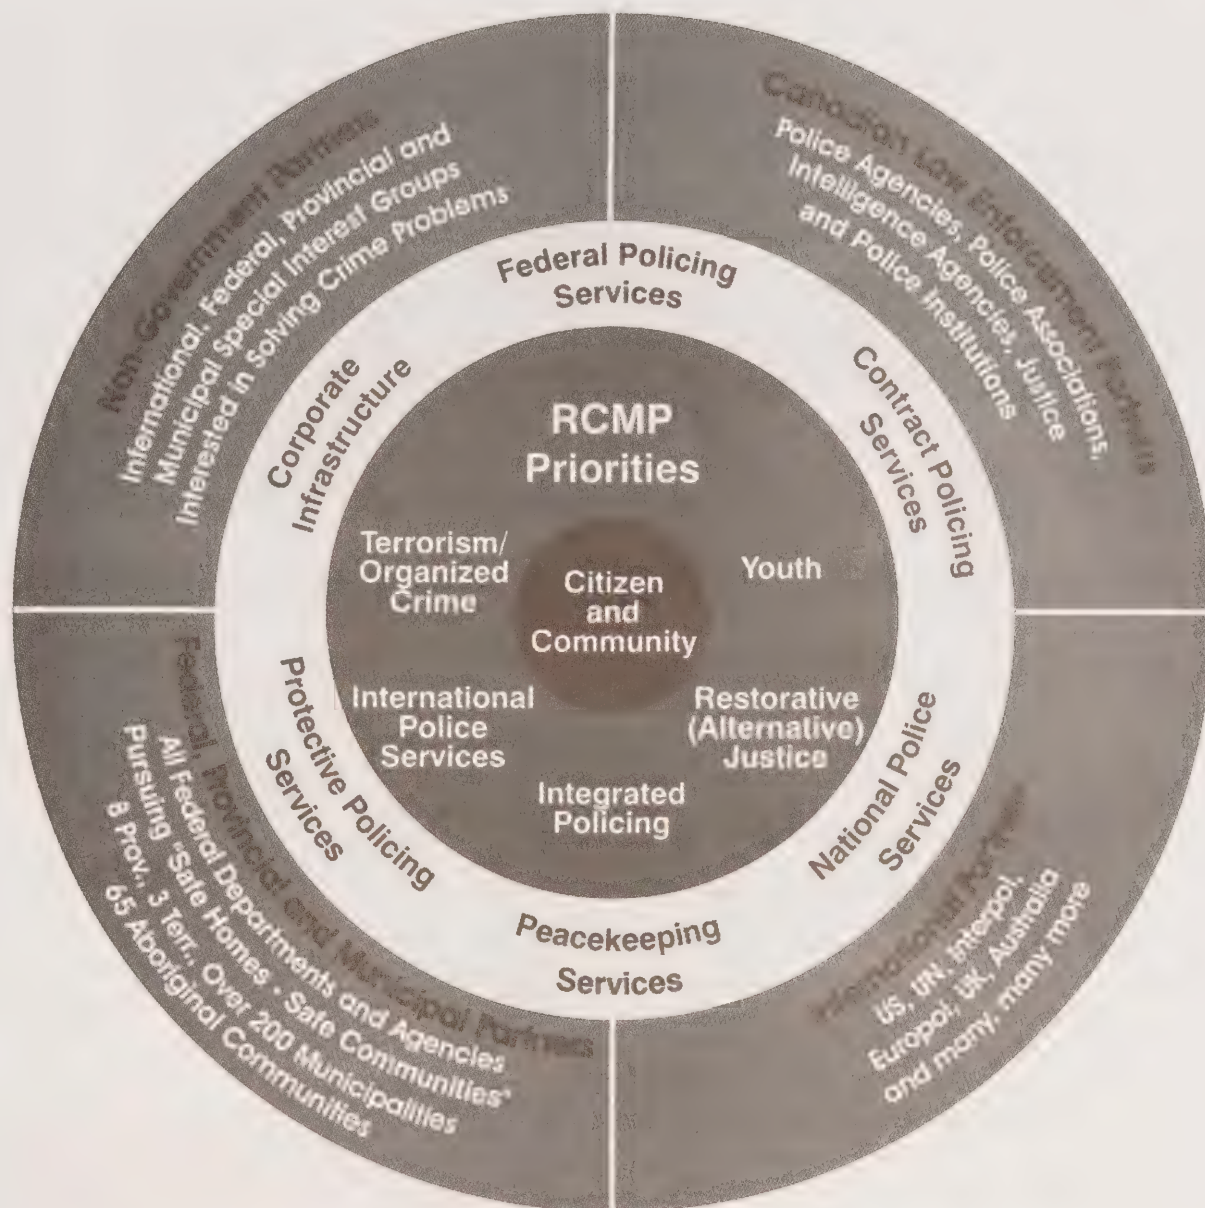 Non-Government Partners
International, Federal, Provincial and
Municipal Special Interest Groups
Interested in Solving Crime Problems
Canadian Law Enforcement Partners
Police Agencies, Police Associations,
Intelligence Agencies, Justice
and Police Institutions
Federal Policing
Services
Corporate
Infrastructure
Contract Policing
Services
RCMP
Priorities
Terrorism/
Organized
Crime
Citizen
and
Community
Youth
International
Police
Services
Restorative
(Alternative)
Justice
Integrated
Policing
Protective Policing
Services
National Police
Services
Peacekeeping
Services
Federal, Provincial and Municipal Partners
All Federal Departments and Agencies
Pursuing "Safe Homes - Safe Communities"
8 Prov., 3 Terr., Over 200 Municipalities
65 Aboriginal Communities
International Partners
US, UN, Interpol,
Europol, UK, Australia
and many, many more